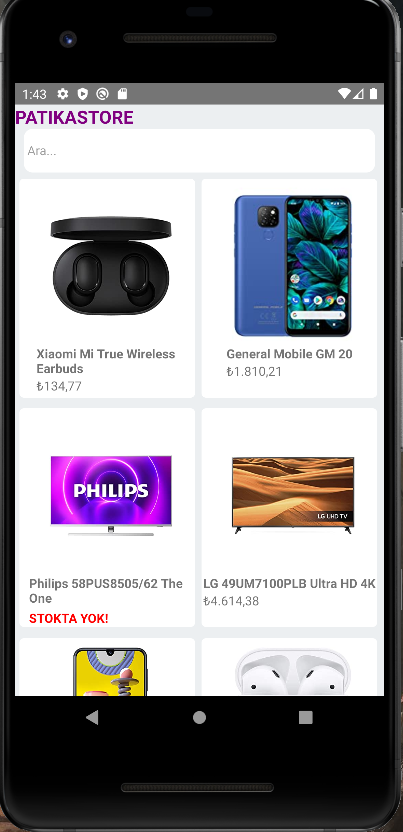 1:43
PATIKASTORE
Ara...
Xiaomi Mi True Wireless
Earbuds
₺134,77
General Mobile GM 20
₺1.810,21
PHILIPS
LG UHD TV
Philips 58PUS8505/62 The
One
STOKTA YOK!
LG 49UM7100PLB Ultra HD 4K
₺4.614,38